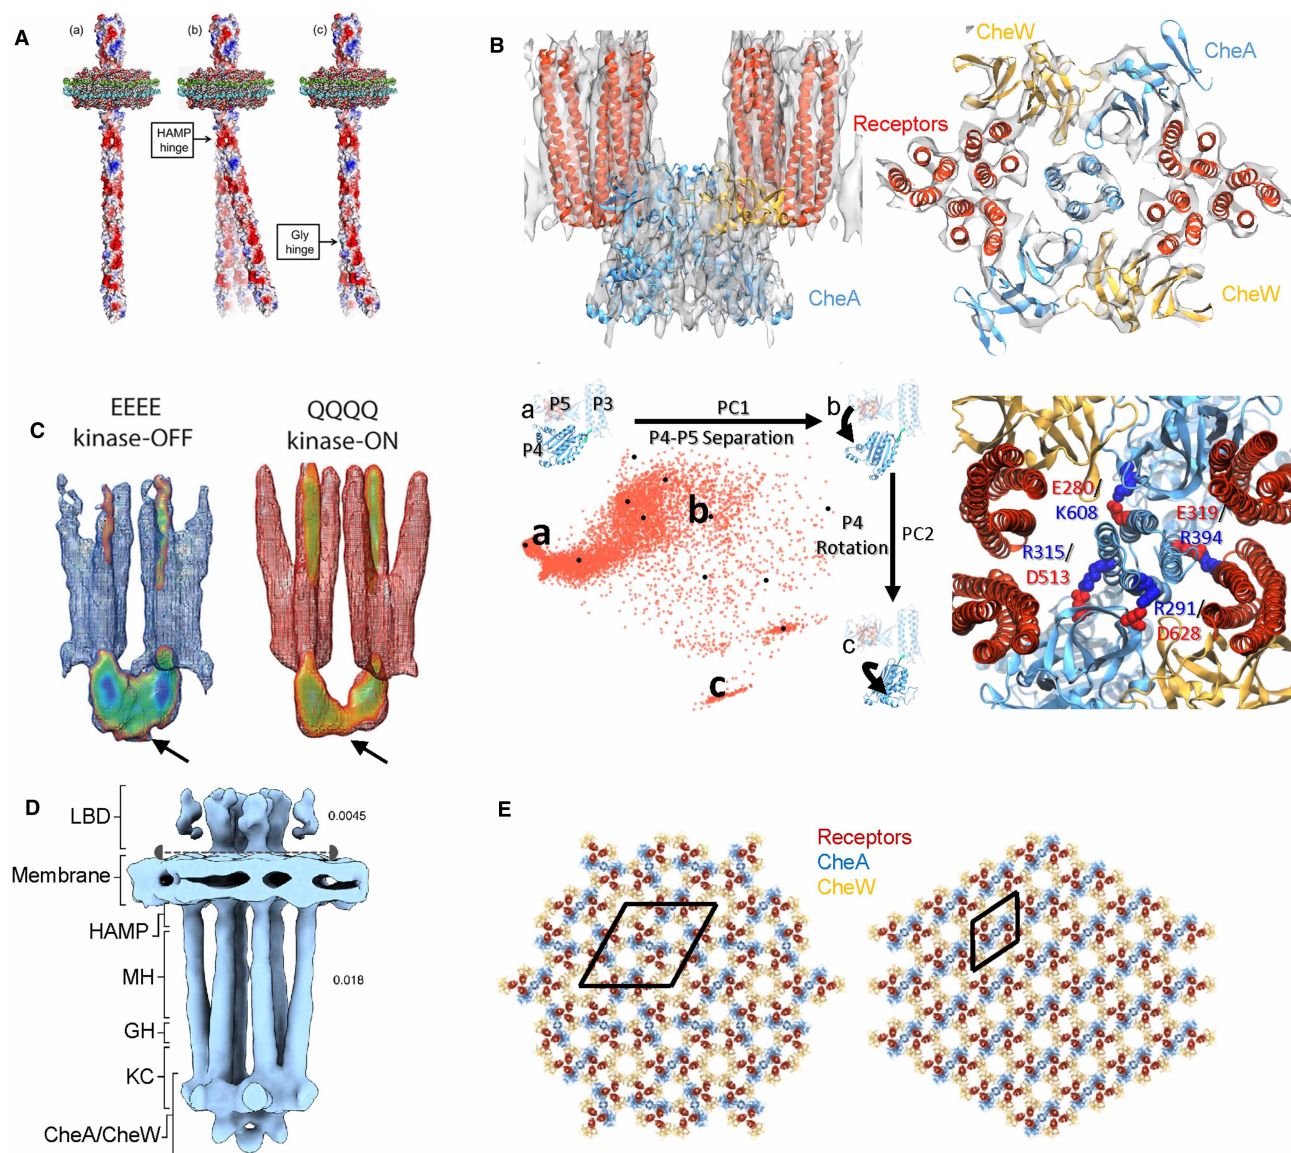 A
(a)
(b)
(c)
HAMP
hinge
Gly
hinge
B
CheW
CheA
Receptors
CheA
CheW
C
EEEE
kinase-OFF
QQQQ
kinase-ON
a
P5
P3
P4
PC1
P4-P5 Separation
b
P4
Rotation
PC2
a
b
c
c
E280/
K608
E319/
R394
R315/
D513
R291/
D628
D
LBD
0.0045
Membrane
HAMP
MH
0.018
GH
KC
CheA/CheW
E
Receptors
CheA
CheW